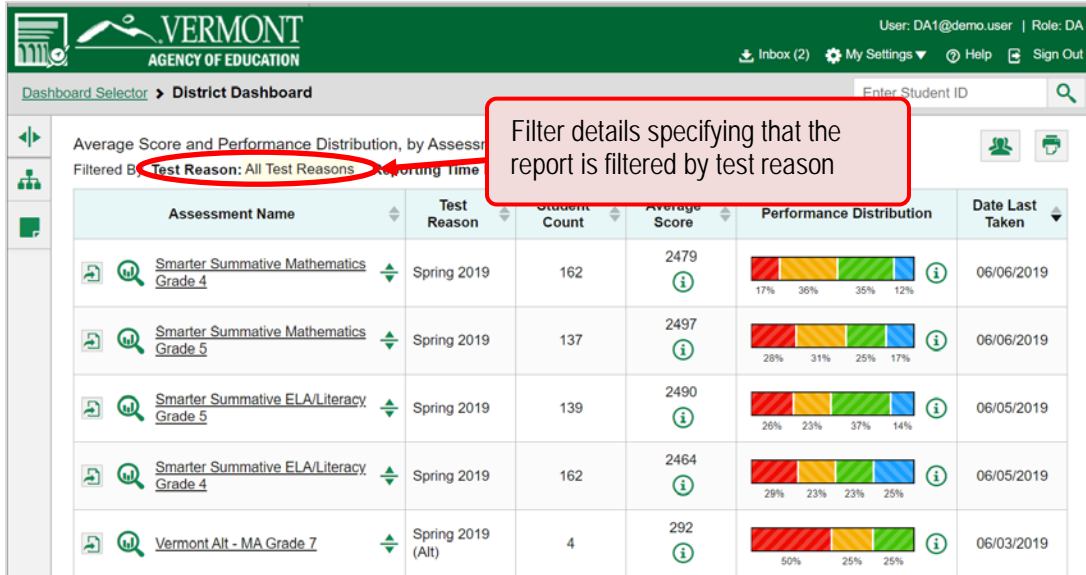 VERMONT
AGENCY OF EDUCATION
User: DA1@demo.user | Role: DA
Inbox (2) My Settings Help Sign Out
Dashboard Selector > District Dashboard
Enter Student ID
Filter details specifying that the
report is filtered by test reason
Average Score and Performance Distribution, by
Filtered By Test Reason: All Test Reasons Reporting Time
Assessment Name Test Reason Student Count Average Score Performance Distribution Date Last Taken
Smarter Summative Mathematics
Grade 4
Spring 2019 162 2479 06/06/2019
17% 36% 35% 12%
Smarter Summative Mathematics
Grade 5
Spring 2019 137 2497 06/06/2019
28% 31% 25% 17%
Smarter Summative ELA/Literacy
Grade 5
Spring 2019 139 2490 06/05/2019
26% 23% 37% 14%
Smarter Summative ELA/Literacy
Grade 4
Spring 2019 162 2464 06/05/2019
29% 23% 23% 25%
Vermont Alt - MA Grade 7
Spring 2019
(Alt)
4 292 06/03/2019
50% 25% 25%